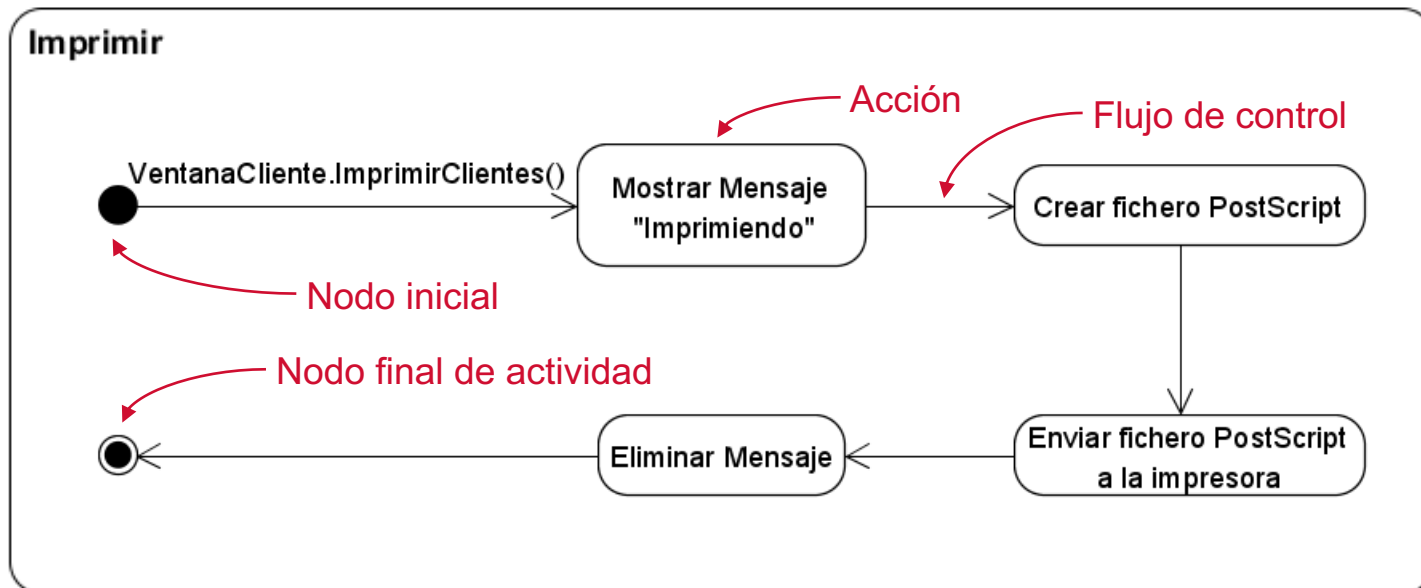 Imprimir
Acción
Flujo de control
VentanaCliente.ImprimirClientes()
Mostrar Mensaje
"Imprimiendo"
Crear fichero PostScript
Nodo inicial
Nodo final de actividad
Eliminar Mensaje
Enviar fichero PostScript
a la impresora